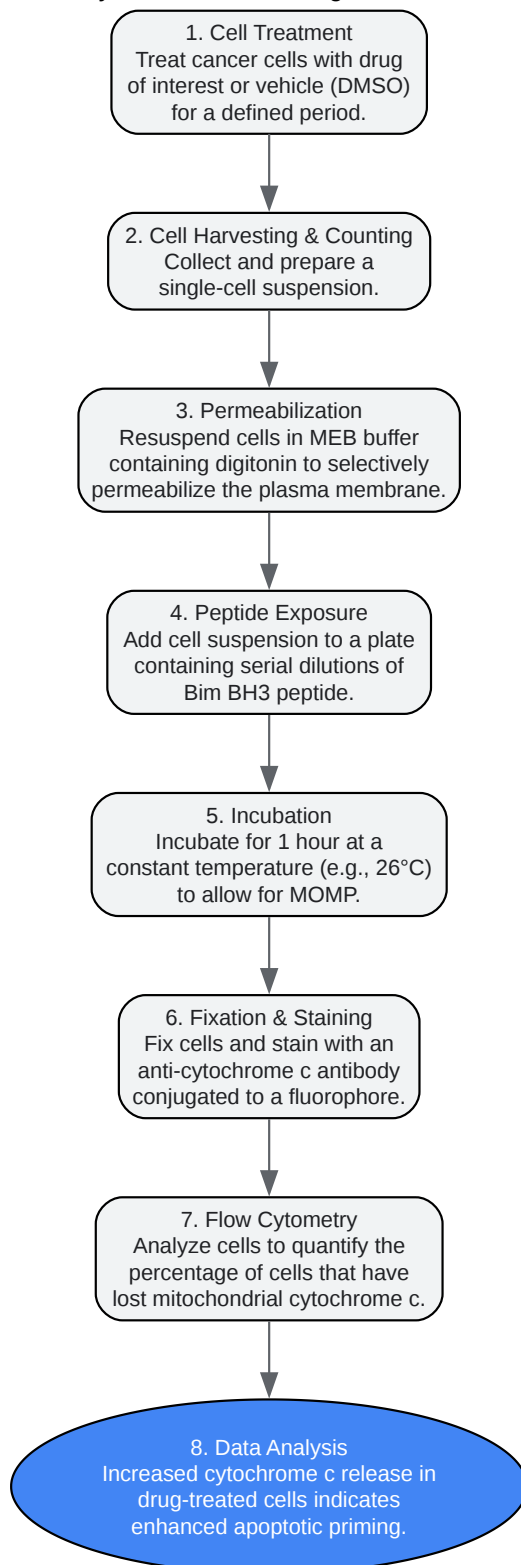 1. Cell Treatment
Treat cancer cells with drug
of interest or vehicle (DMSO)
for a defined period.
2. Cell Harvesting & Counting
Collect and prepare a
single-cell suspension.
3. Permeabilization
Resuspend cells in MEB buffer
containing digitonin to selectively
permeabilize the plasma membrane.
4. Peptide Exposure
Add cell suspension to a plate
containing serial dilutions of
Bim BH3 peptide.
5. Incubation
Incubate for 1 hour at a
constant temperature (e.g., 26°C)
to allow for MOMP.
6. Fixation & Staining
Fix cells and stain with an
anti-cytochrome c antibody
conjugated to a fluorophore.
7. Flow Cytometry
Analyze cells to quantify the
percentage of cells that have
lost mitochondrial cytochrome c.
8. Data Analysis
Increased cytochrome c release in
drug-treated cells indicates
enhanced apoptotic priming.